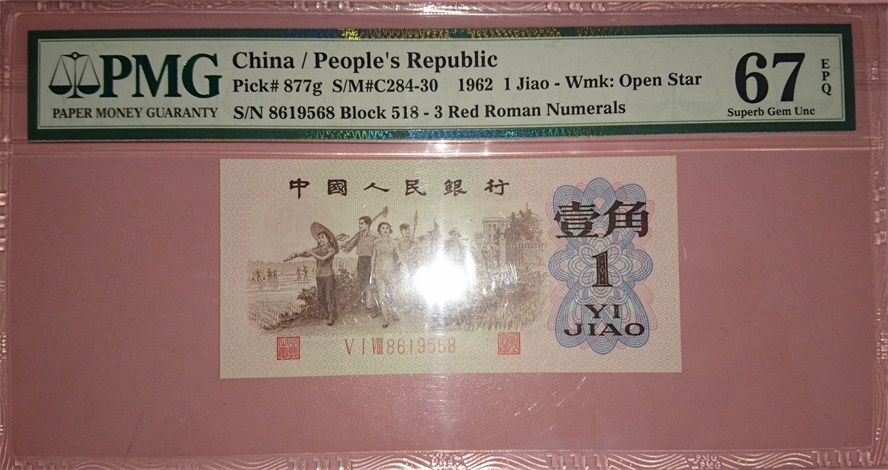 PMG
PAPER MONEY GUARANTY
China / People's Republic
Pick# 877g S/M#C284-30 1962 1 Jiao - Wmk: Open Star
S/N 8619568 Block 518 - 3 Red Roman Numerals
67
EPQ
Superb Gem Unc
中國人民銀行
壹角
1
YI
JIAO
V I VIII 8619568